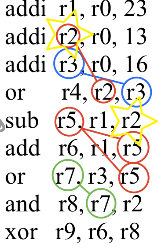 addi r1, r0, 23
addi r2, r0, 13
addi r3, r0, 16
or r4, r2, r3
sub r5, r1, r2
add r6, r1, r5
or r7, r3, r5
and r8, r7, r2
xor r9, r6, r8